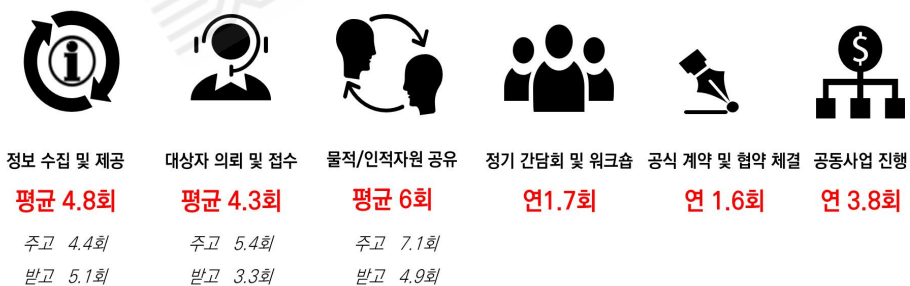 정보 수집 및 제공
평균 4.8회
주고 4.4회
받고 5.1회
대상자 의뢰 및 접수
평균 4.3회
주고 5.4회
받고 3.3회
물적/인적자원 공유
평균 6회
주고 7.1회
받고 4.9회
정기 간담회 및 워크숍
연1.7회
공식 계약 및 협약 체결
연 1.6회
$
공동사업 진행
연 3.8회